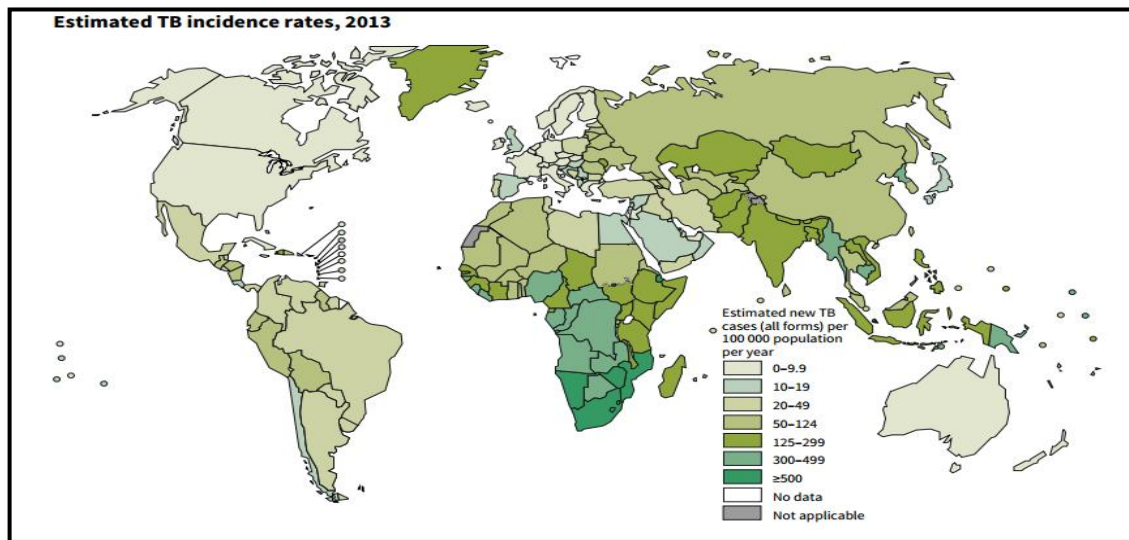 Estimated TB incidence rates, 2013
Estimated new TB
cases (all forms) per
100 000 population
per year
0–9.9
10–19
20–49
50–124
125–299
300–499
≥500
No data
Not applicable